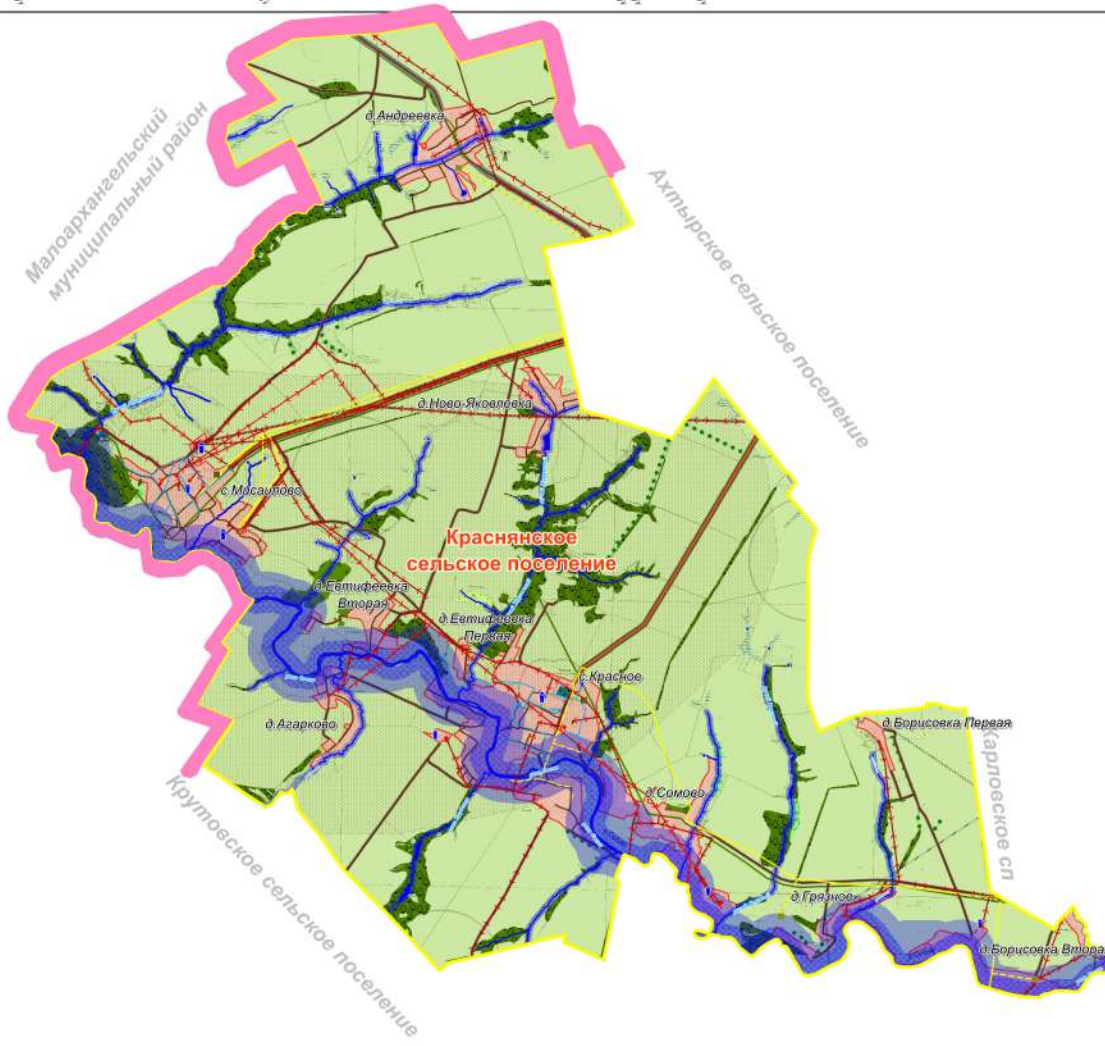 д.Андреевка
Малоархангельский
муниципальный район
Ахтырское сельское поселение
д.Ново-Яковлевка
с.Мосаилово
Краснянское
сельское поселение
д.Евтифеевка
Вторая
д.Евтифеевка
Первая
с.Красное
д.Агарково
д.Борисовка Первая
Карловское сп
Крутовское сельское поселение
д.Сомово
д.Грязное
д.Борисовка Вторая